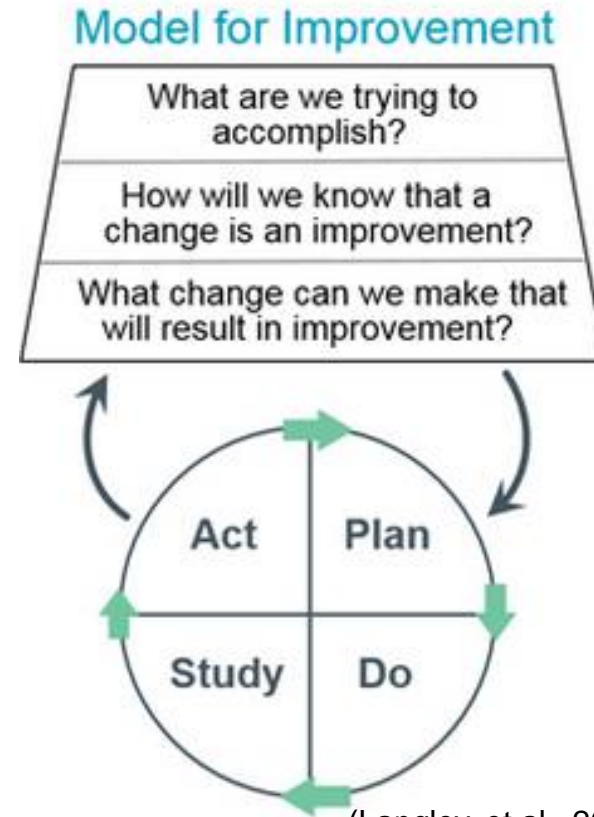 Model for Improvement
What are we trying to
accomplish?
How will we know that a
change is an improvement?
What change can we make that
will result in improvement?
Act Plan
Study Do